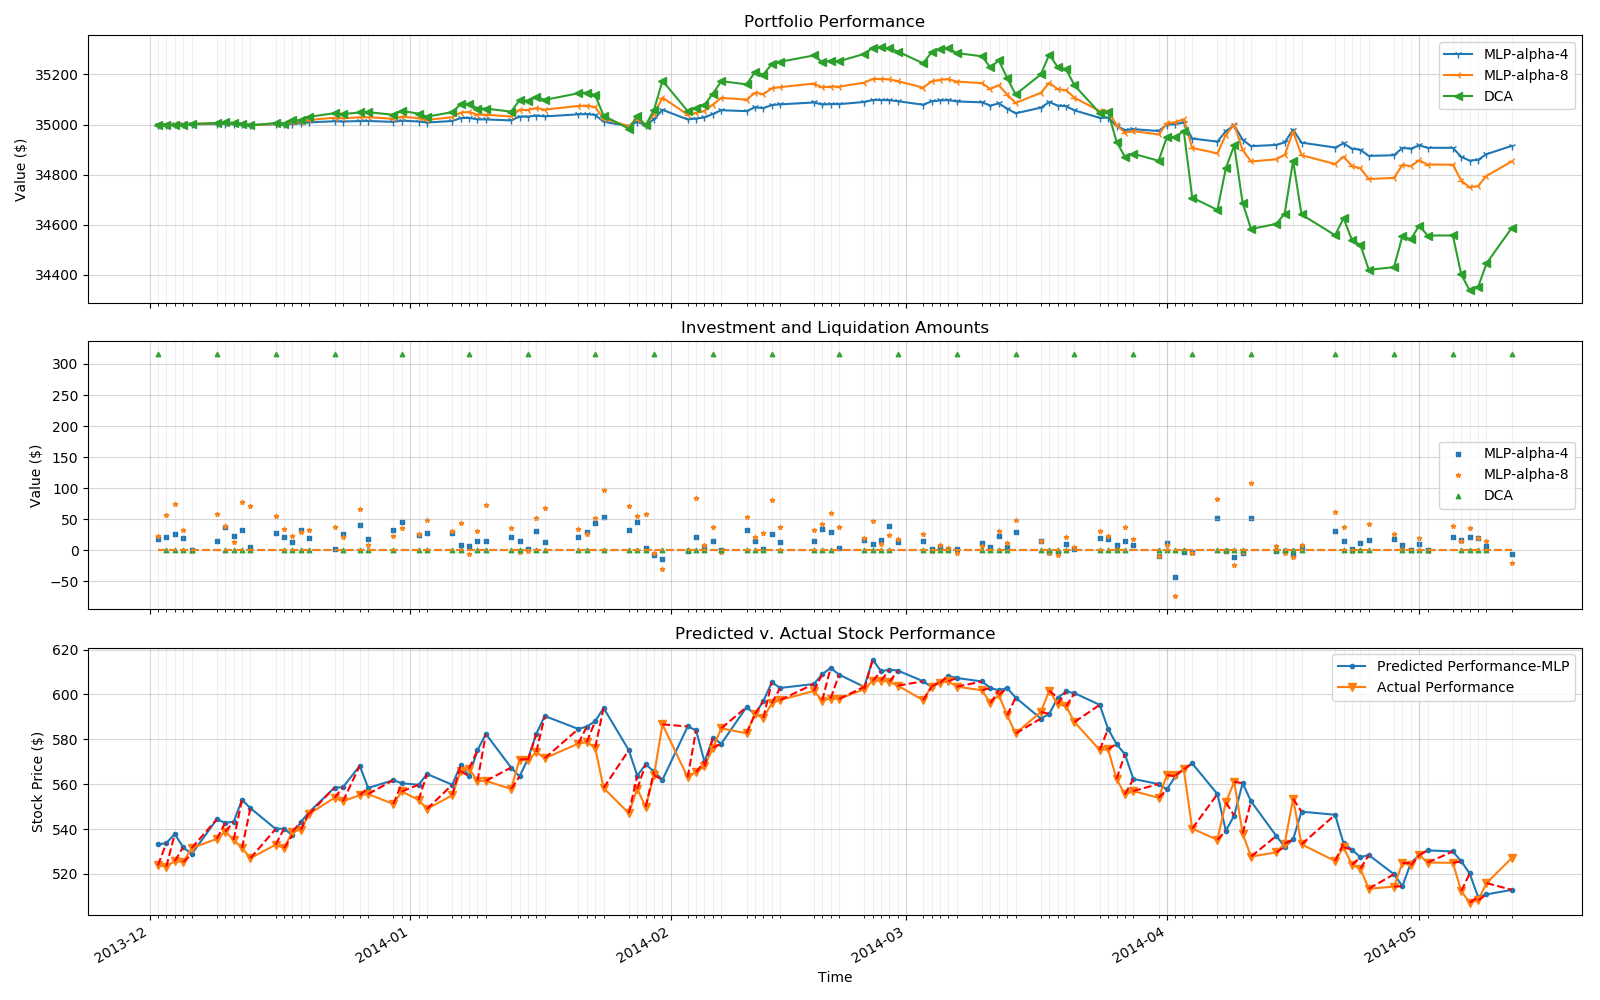 Portfolio Performance
35200
35000
34800
34600
34400
Value ($)
MLP-alpha-4
MLP-alpha-8
DCA
Investment and Liquidation Amounts
300
250
200
150
100
50
0
−50
Value ($)
MLP-alpha-4
MLP-alpha-8
DCA
Predicted v. Actual Stock Performance
620
600
580
560
540
520
Stock Price ($)
Predicted Performance-MLP
Actual Performance
2013-12
2014-01
2014-02
2014-03
2014-04
2014-05
Time